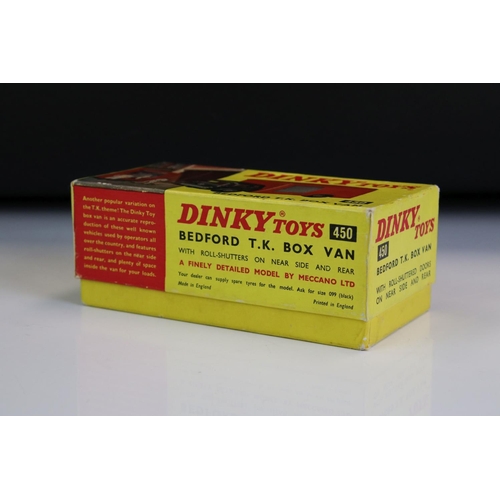 Another popular variation on
the T.K. theme! The Dinky Toy
box van is an accurate repro-
duction of these well known
vehicles used by operators all
over the country, and features
roll-shutters on the near side
and rear, and plenty of space
inside the van for your loads.
DINKY® TOYS 450
BEDFORD T.K. BOX VAN
WITH ROLL-SHUTTERS ON NEAR SIDE AND REAR
A FINELY DETAILED MODEL BY MECCANO LTD
Your dealer can supply spare tyres for the model. Ask for size 099 (black)
Made in England Printed in England
DINKY TOYS
450
BEDFORD T.K. BOX VAN
WITH ROLL-SHUTTERED DOORS
ON NEAR SIDE AND REAR